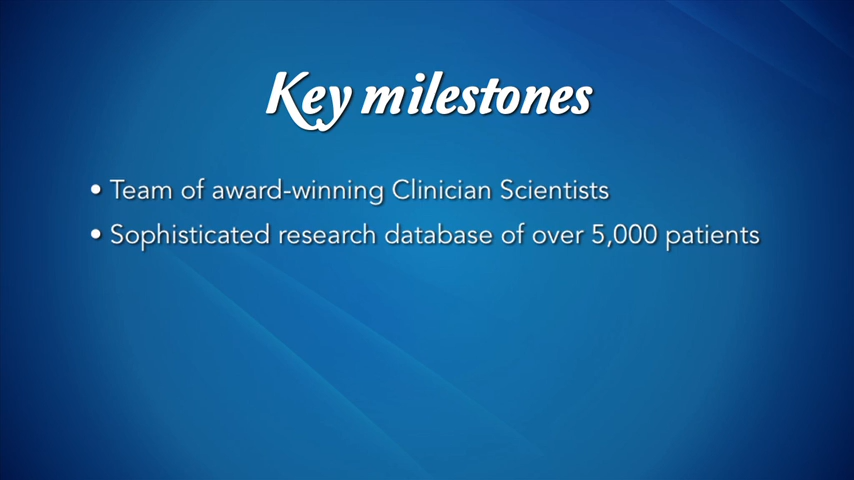 Key milestones
• Team of award-winning Clinician Scientists
• Sophisticated research database of over 5,000 patients